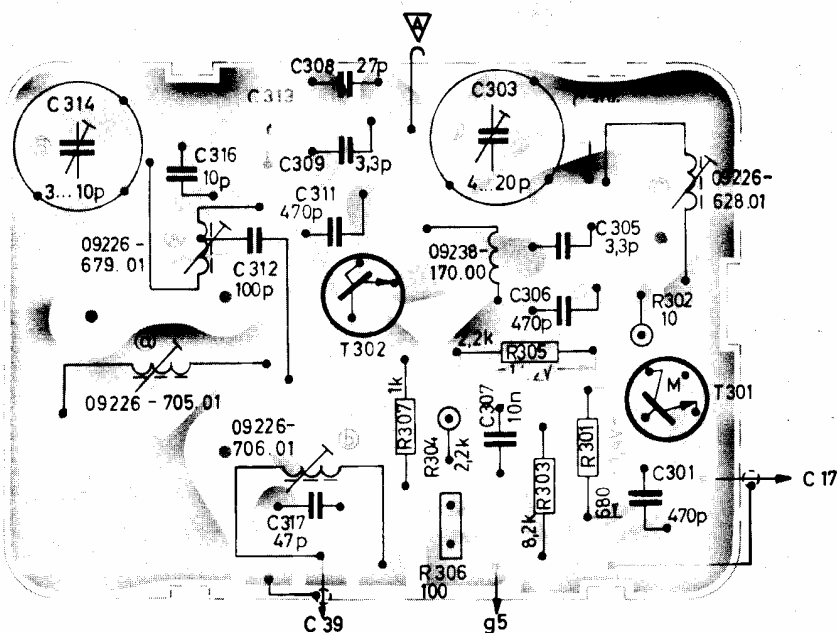 A
C308 27p
C314
C313
C303
C316
10p
C309 3,3p
3...10p
4...20p
09226-
628.01
C311
470p
09226-
679.01
C312
100p
09238-
170.00
C305
3,3p
C306
470p
R302
10
T302
2,2k
R305
@
M
T301
09226-705.01
1k
R307
C307
10n
09226-
706.01
R304
2,2k
R301
680
R303
8,2k
C301
470p
C17
C317
47p
R306
100
C39
g5